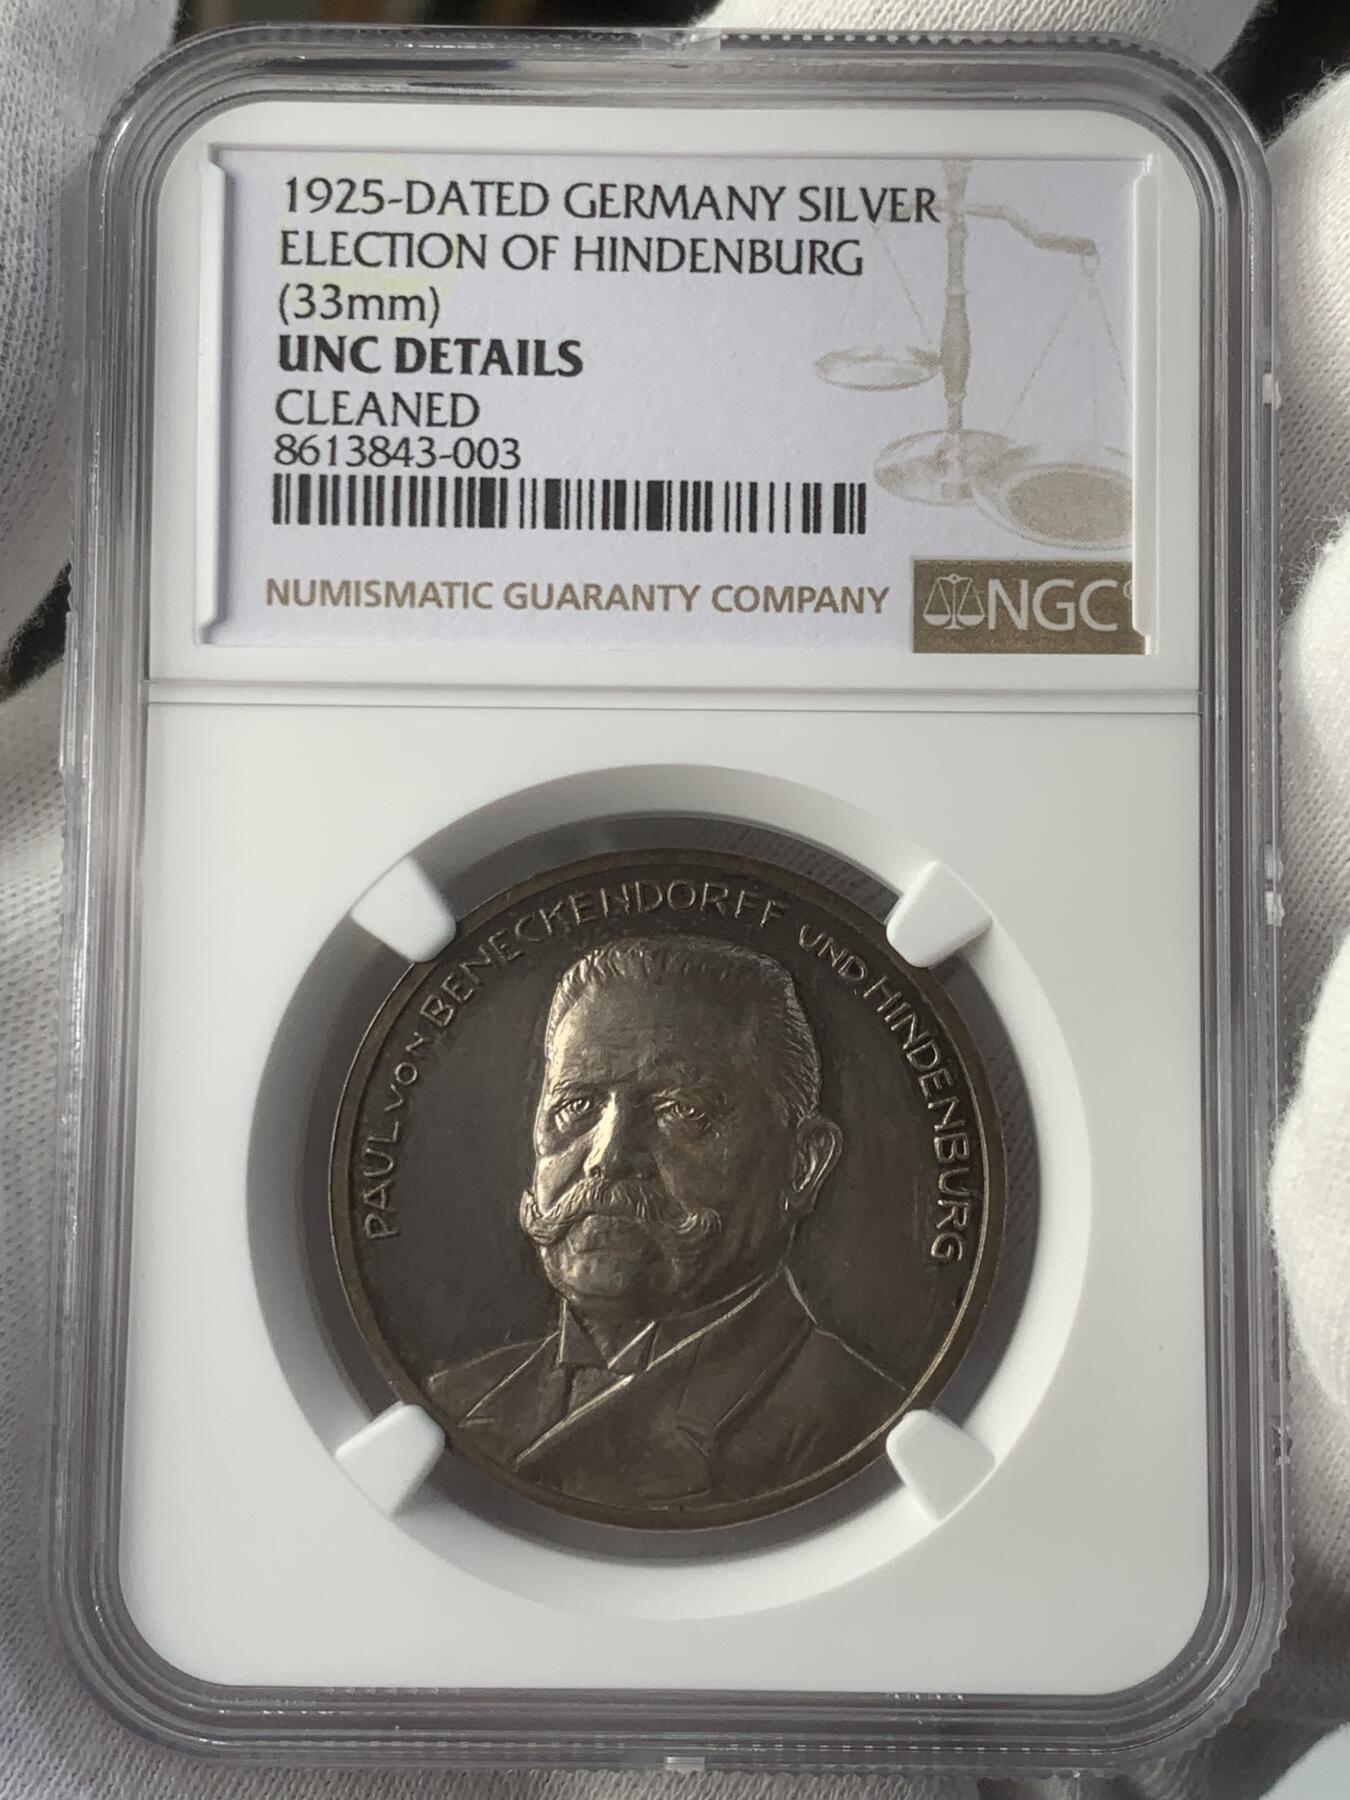 1925-DATED GERMANY SILVER
ELECTION OF HINDENBURG
(33mm)
UNC DETAILS
CLEANED
8613843-003
NUMISMATIC GUARANTY COMPANY
NGC
PAUL VON BENECKENDORFF UND HINDENBURG